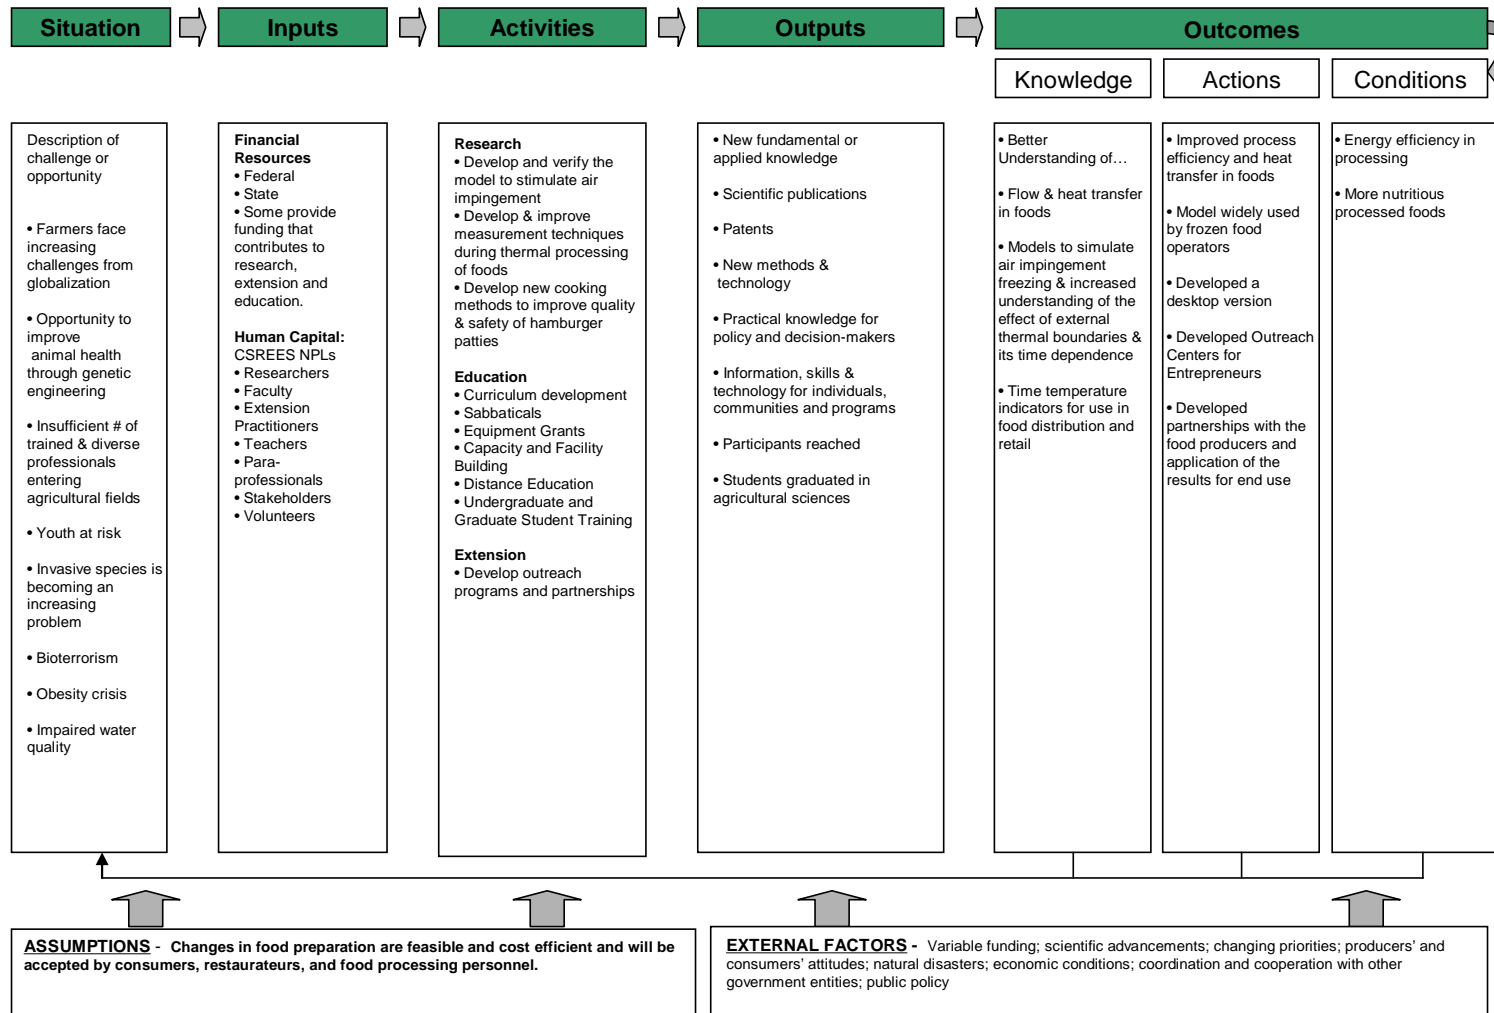 Situation
Inputs
Activities
Outputs
Outcomes
Knowledge
Actions
Conditions
Description of
challenge or
opportunity
• Farmers face
increasing
challenges from
globalization
• Opportunity to
improve
animal health
through genetic
engineering
• Insufficient # of
trained & diverse
professionals
entering
agricultural fields
• Youth at risk
• Invasive species is
becoming an
increasing
problem
• Bioterrorism
• Obesity crisis
• Impaired water
quality
Financial
Resources
• Federal
• State
• Some provide
funding that
contributes to
research,
extension and
education.
Human Capital:
CSREES NPLs
• Researchers
• Faculty
• Extension
Practitioners
• Teachers
• Para-
professionals
• Stakeholders
• Volunteers
Research
• Develop and verify the
model to stimulate air
impingement
• Develop & improve
measurement techniques
during thermal processing
of foods
• Develop new cooking
methods to improve quality
& safety of hamburger
patties
Education
• Curriculum development
• Sabbaticals
• Equipment Grants
• Capacity and Facility
Building
• Distance Education
• Undergraduate and
Graduate Student Training
Extension
• Develop outreach
programs and partnerships
• New fundamental or
applied knowledge
• Scientific publications
• Patents
• New methods &
technology
• Practical knowledge for
policy and decision-makers
• Information, skills &
technology for individuals,
communities and programs
• Participants reached
• Students graduated in
agricultural sciences
• Better
Understanding of…
• Flow & heat transfer
in foods
• Models to simulate
air impingement
freezing & increased
understanding of the
effect of external
thermal boundaries &
its time dependence
• Time temperature
indicators for use in
food distribution and
retail
• Improved process
efficiency and heat
transfer in foods
• Model widely used
by frozen food
operators
• Developed a
desktop version
• Developed Outreach
Centers for
Entrepreneurs
• Developed
partnerships with the
food producers and
application of the
results for end use
• Energy efficiency in
processing
• More nutritious
processed foods
ASSUMPTIONS - Changes in food preparation are feasible and cost efficient and will be
accepted by consumers, restaurateurs, and food processing personnel.
EXTERNAL FACTORS - Variable funding; scientific advancements; changing priorities; producers' and
consumers' attitudes; natural disasters; economic conditions; coordination and cooperation with other
government entities; public policy